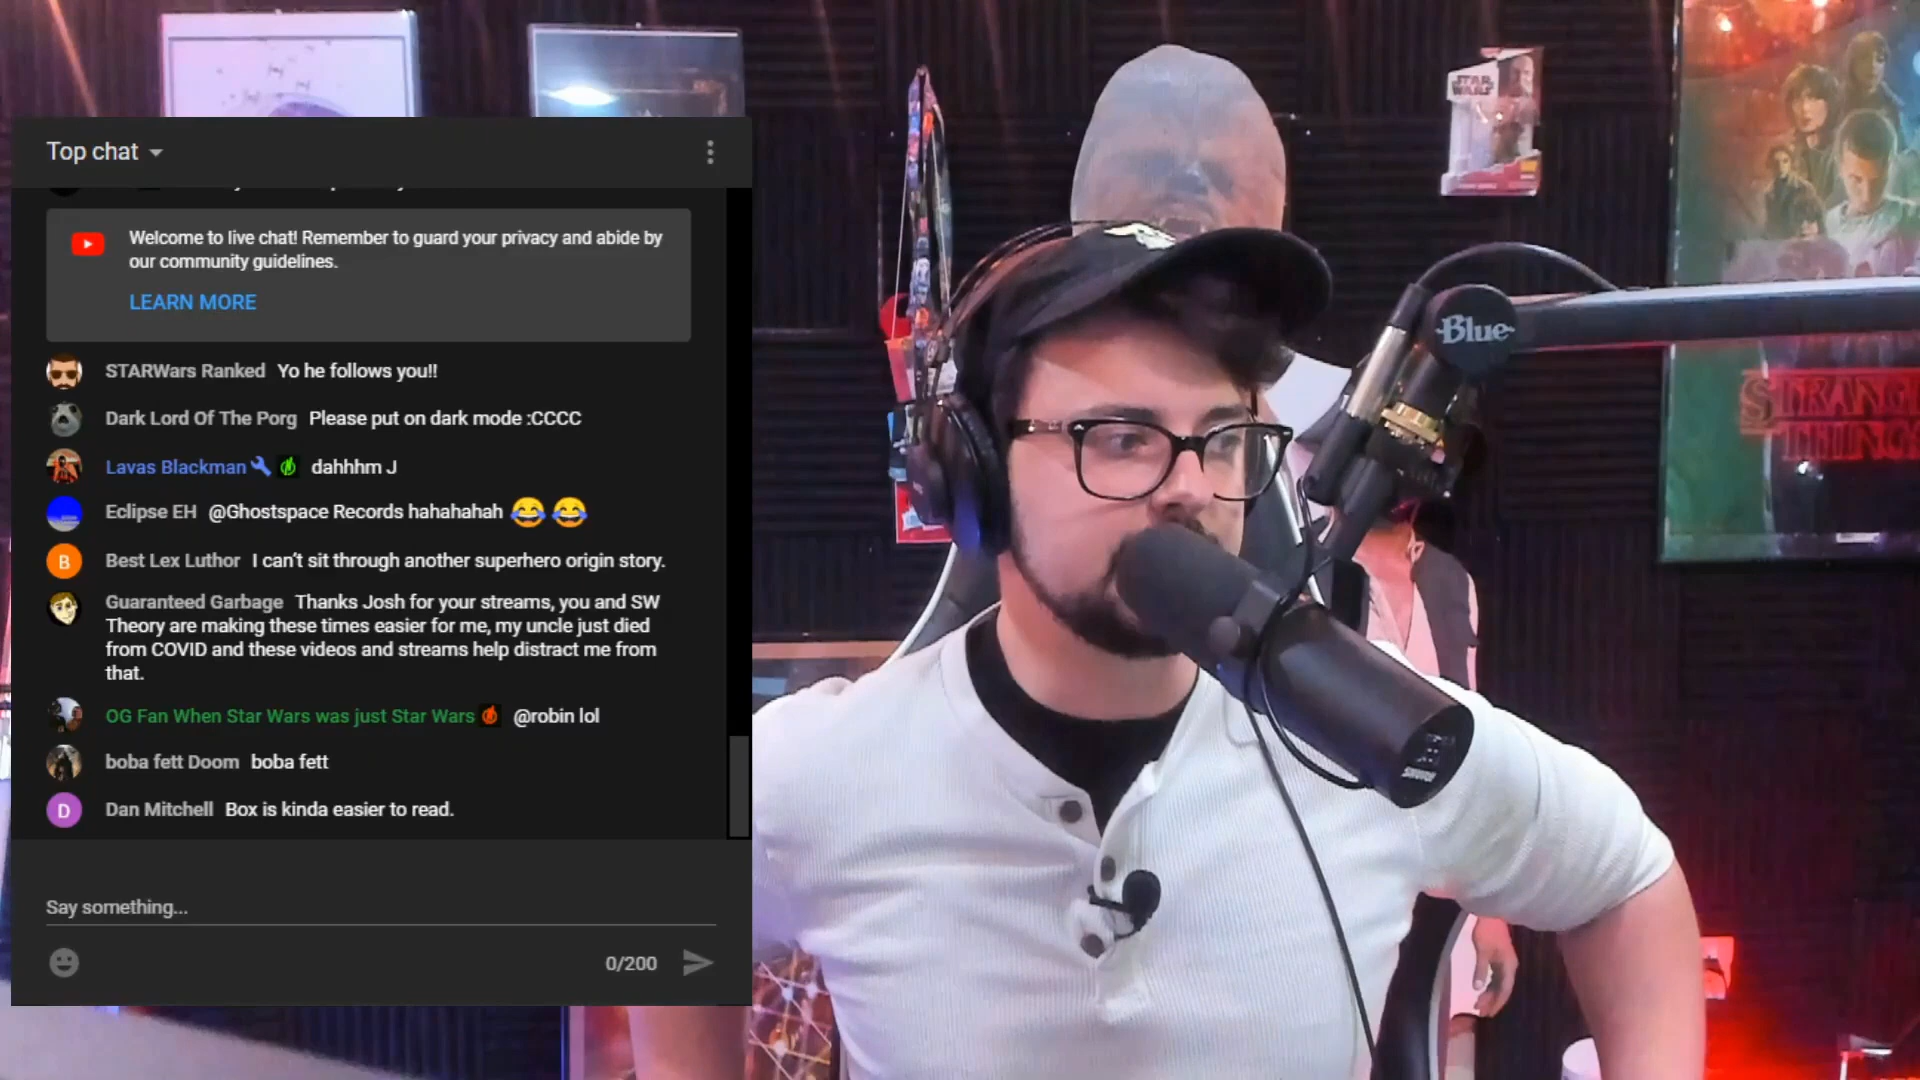 Top chat
Welcome to live chat! Remember to guard your privacy and abide by
our community guidelines.
LEARN MORE
STARWars Ranked Yo he follows you!!
Dark Lord Of The Porg Please put on dark mode :CCCC
Lavas Blackman dahhhm J
Eclipse EH @Ghostspace Records hahahahah 😂 😂
B Best Lex Luthor I can't sit through another superhero origin story.
Guaranteed Garbage Thanks Josh for your streams, you and SW
Theory are making these times easier for me, my uncle just died
from COVID and these videos and streams help distract me from
that.
OG Fan When Star Wars was just Star Wars @robin lol
boba fett Doom boba fett
D Dan Mitchell Box is kinda easier to read.
Say something...
0/200
STAR
WARS
Blue
STRANGE
THINGS
SHURE